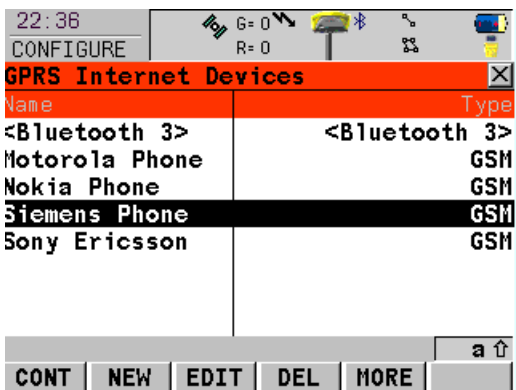 22:36
CONFIGURE
G= 0
R= 0
GPRS Internet Devices
Name Type
<Bluetooth 3> <Bluetooth 3>
Motorola Phone GSM
Nokia Phone GSM
Siemens Phone GSM
Sony Ericsson GSM
a
CONT NEW EDIT DEL MORE